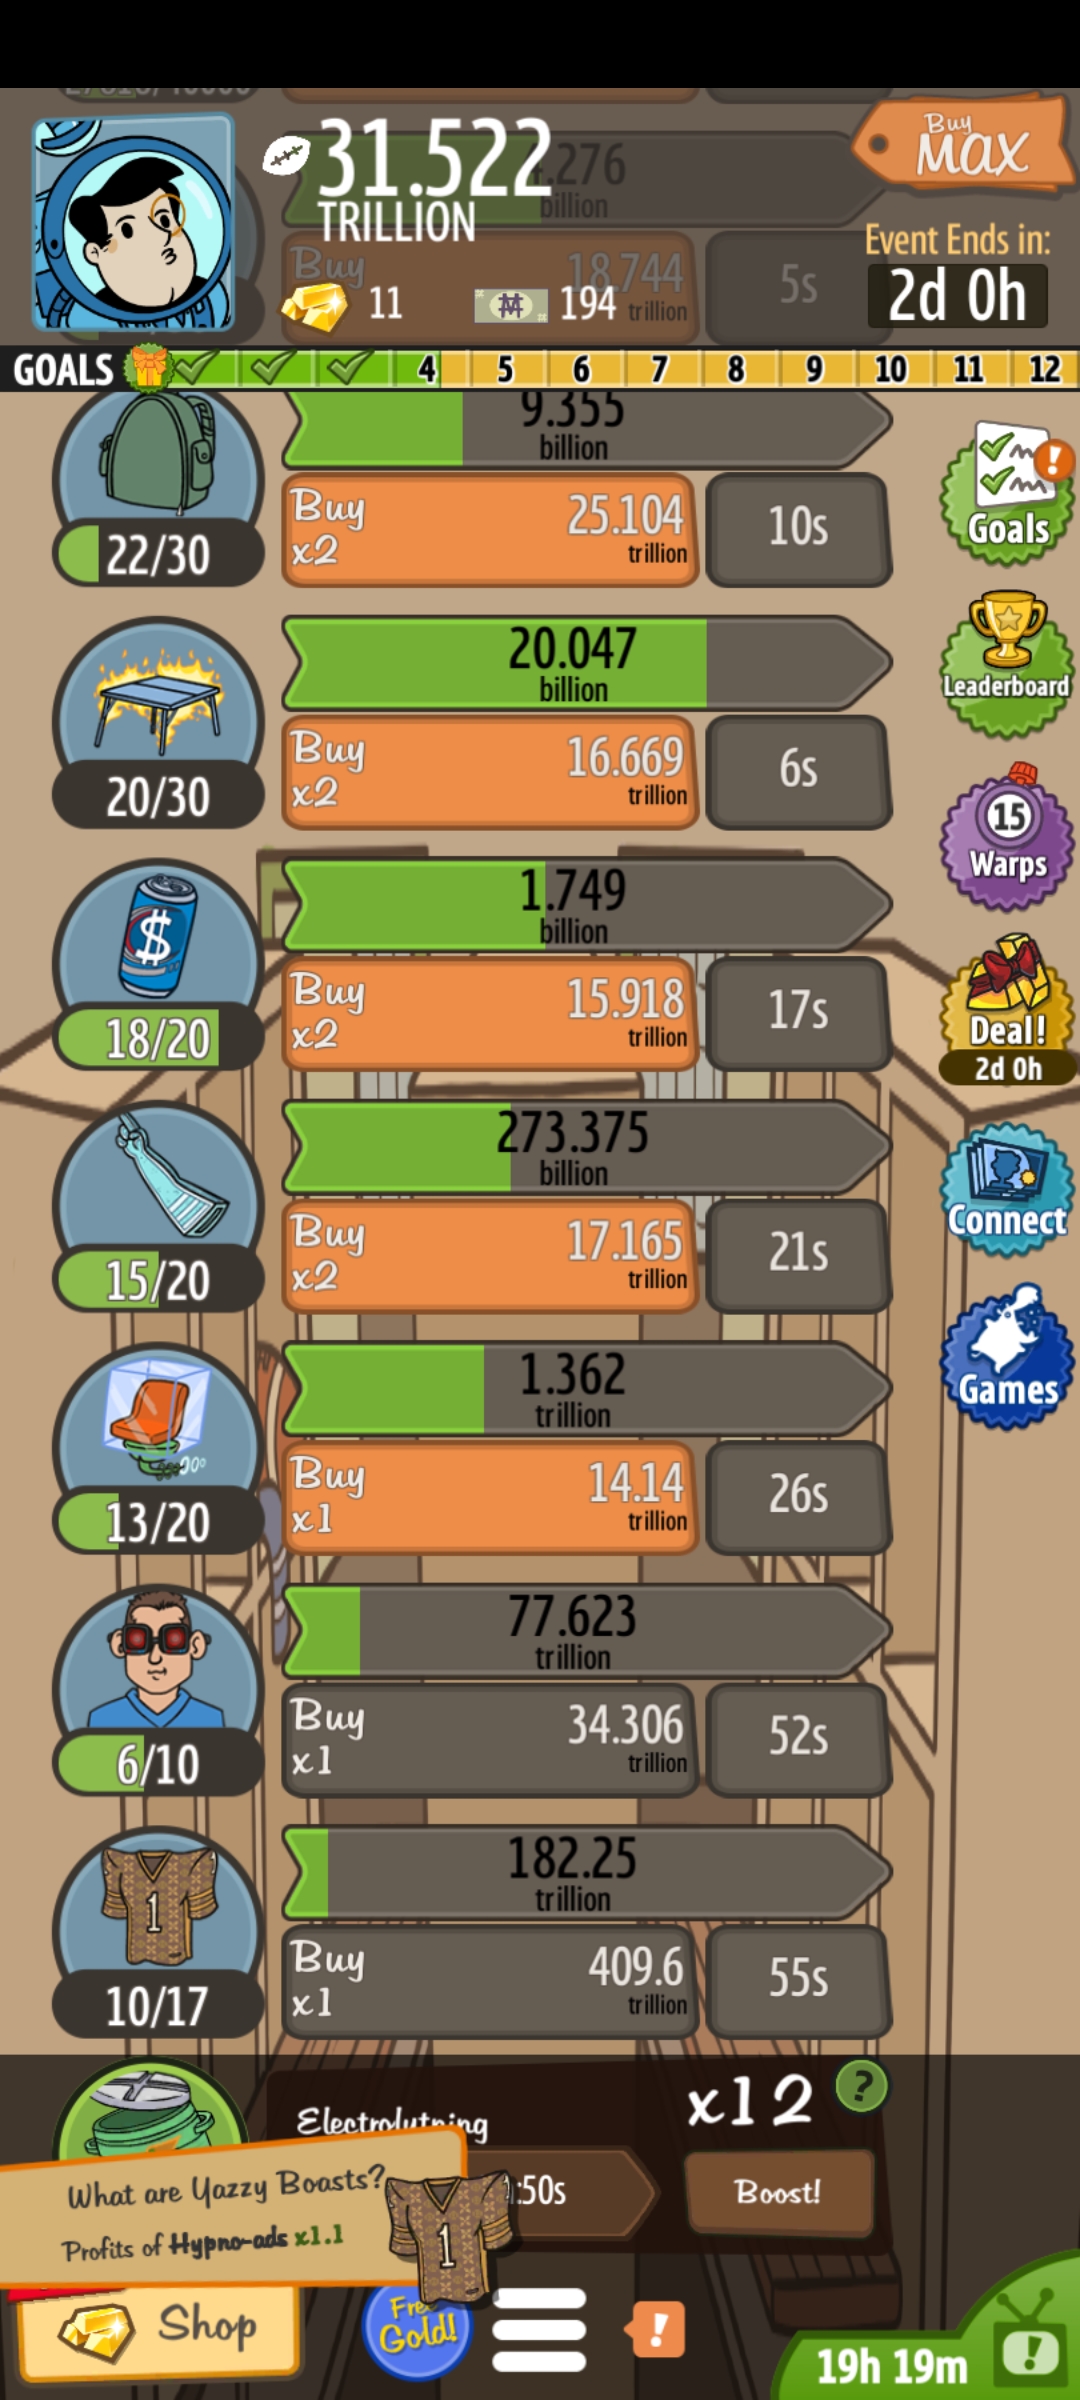 31.522
TRILLION
Buy
MAX
.276
billion
Buy
18.744
trillion
5s
11
194
Event Ends in:
2d 0h
GOALS 4 5 6 7 8 9 10 11 12
9.355
billion
22/30
Buy
x2
25.104
trillion
10s
Goals
20.047
billion
20/30
Buy
x2
16.669
trillion
6s
Leaderboard
15
Warps
1.749
billion
18/20
Buy
x2
15.918
trillion
17s
Deal!
2d 0h
273.375
billion
15/20
Buy
x2
17.165
trillion
21s
Connect
1.362
trillion
13/20
Buy
x1
14.14
trillion
26s
Games
77.623
trillion
6/10
Buy
x1
34.306
trillion
52s
182.25
trillion
1
10/17
Buy
x1
409.6
trillion
55s
x12
?
:50s
Boost!
What are Yazzy Boasts?
Profits of Hypno-ads x1.1
1
Shop
Free
Gold!
!
19h 19m